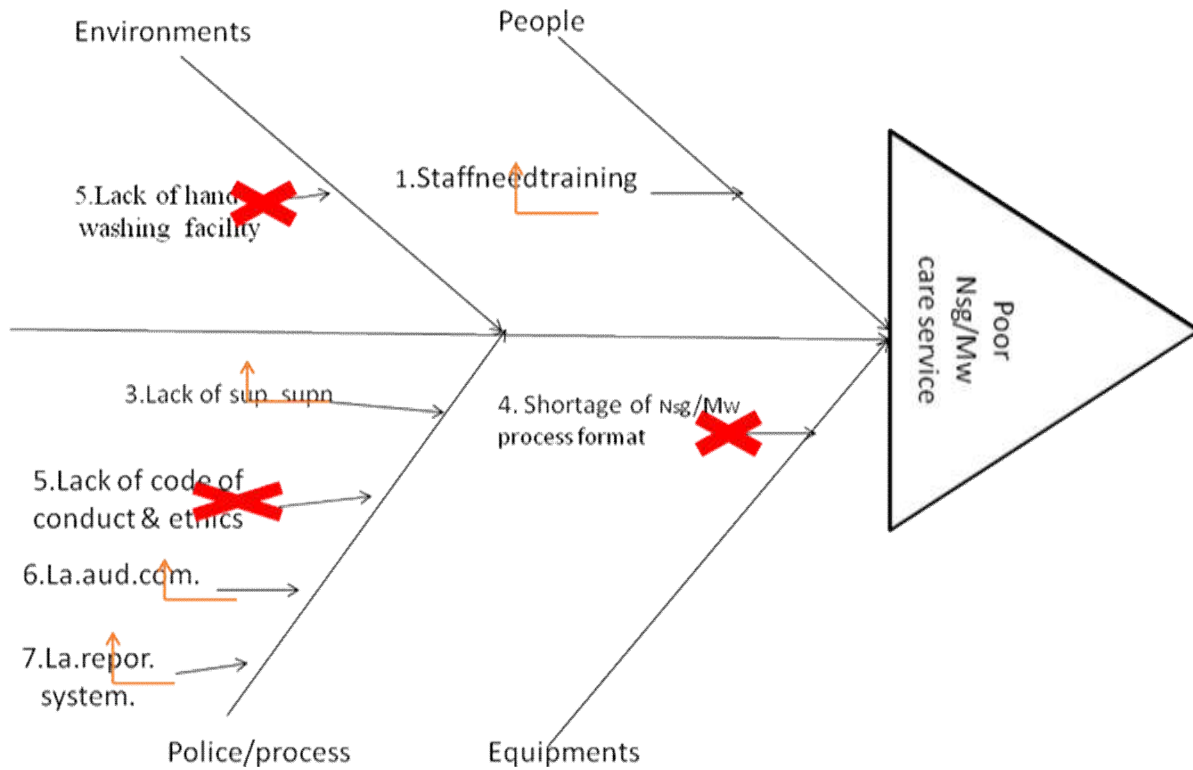 Environments
People
5.Lack of hand
washing facility
1.Staffneedtraining
Poor
Nsg/Mw
care service
3.Lack of sup supn
4. Shortage of Nsg/Mw
process format
5.Lack of code of
conduct & ethics
6.La.aud.com.
7.La.repor.
system.
Police/process
Equipments